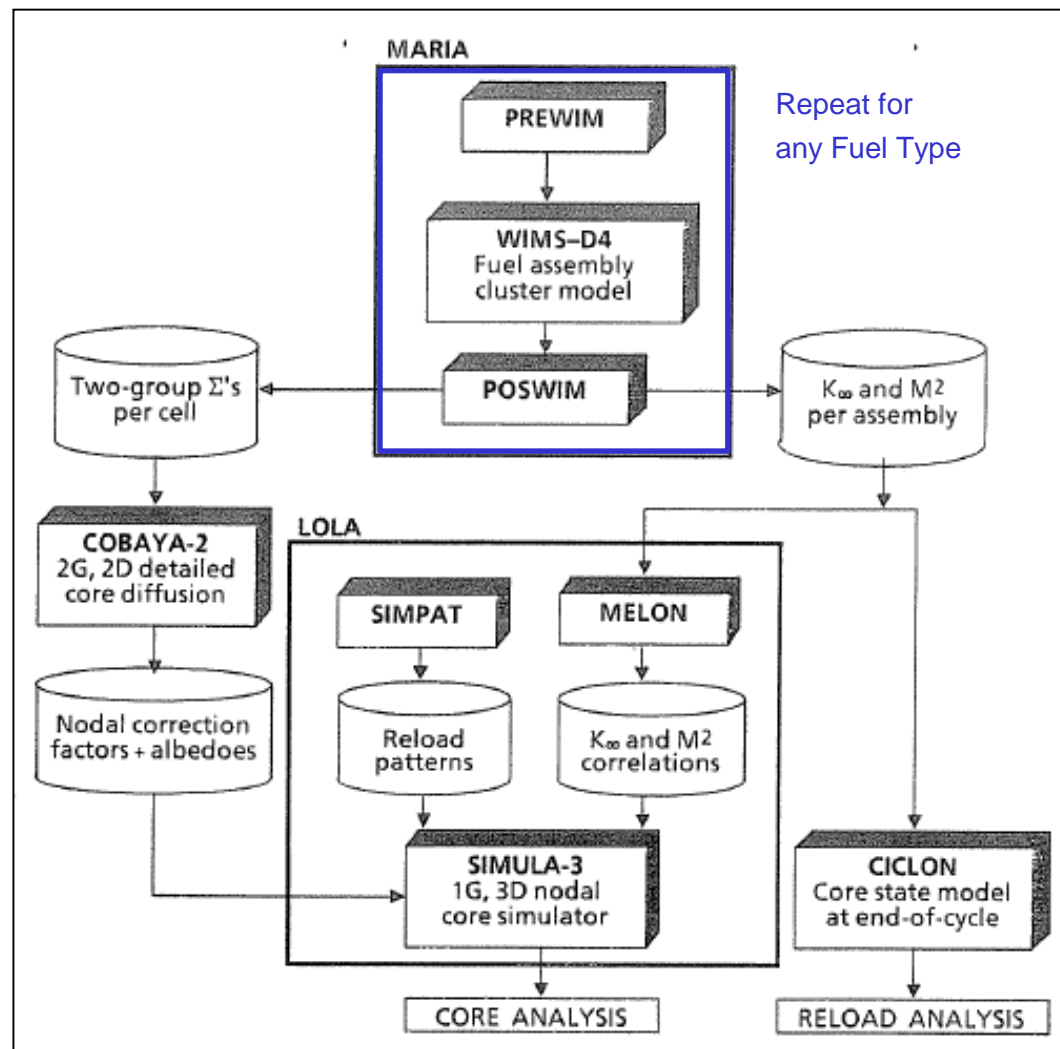 MARIA
PREWIM
Repeat for
any Fuel Type
WIMS–D4
Fuel assembly
cluster model
POSWIM
Two-group Σ's
per cell
K∞ and M²
per assembly
COBAYA-2
2G, 2D detailed
core diffusion
LOLA
SIMPAT
MELON
Nodal correction
factors + albedoes
Reload
patterns
K∞ and M²
correlations
SIMULA-3
1G, 3D nodal
core simulator
CICLON
Core state model
at end-of-cycle
CORE ANALYSIS
RELOAD ANALYSIS